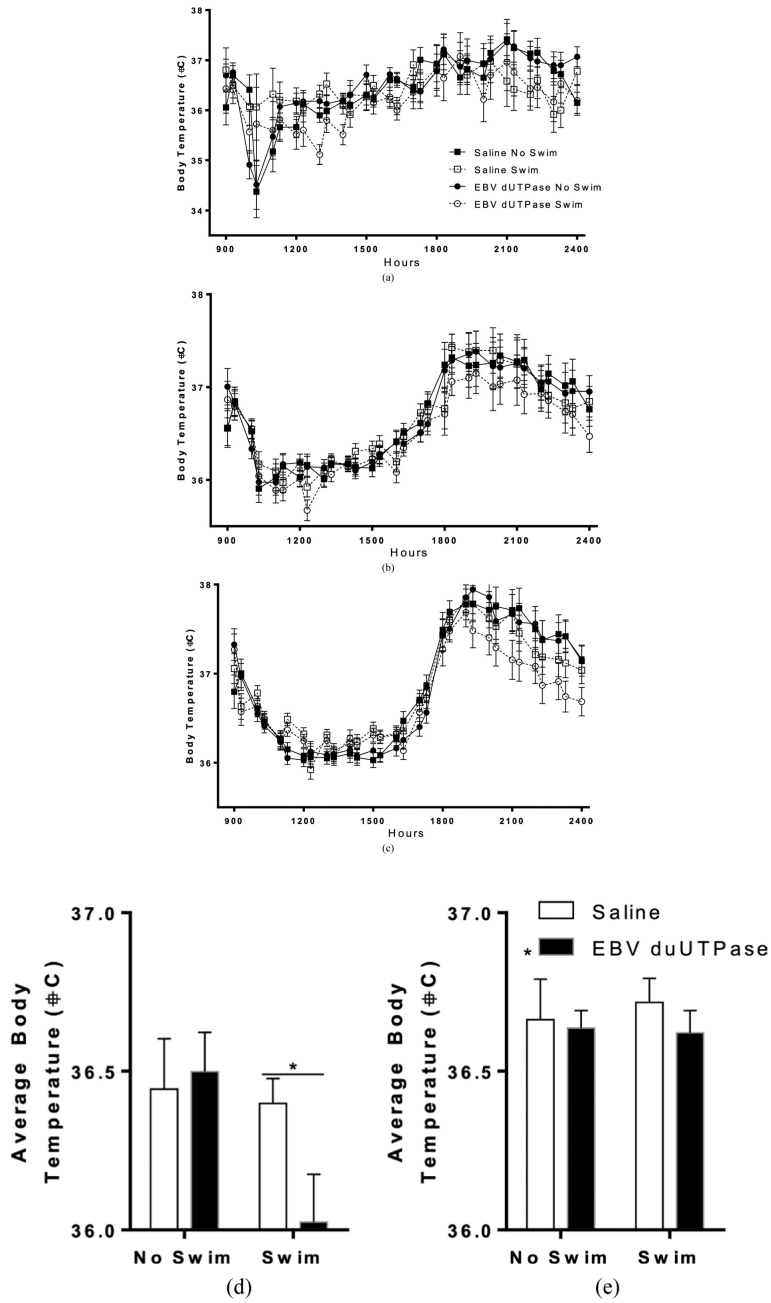 38
37
36
35
34
Body Temperature (⌖C)
Saline No Swim
Saline Swim
EBV dUTPase No Swim
EBV dUTPase Swim
900 1200 1500 1800 2100 2400
Hours
(a)
38
37
36
Body Temperature (⌖C)
900 1200 1500 1800 2100 2400
Hours
(b)
38
37
36
Body Temperature (⌖C)
900 1200 1500 1800 2100 2400
Hours
(c)
37.0
36.5
36.0
Average Body
Temperature (⌖C)
*
No Swim Swim
(d)
37.0
36.5
36.0
Average Body
Temperature (⌖C)
Saline
* EBV duUTPase
No Swim Swim
(e)